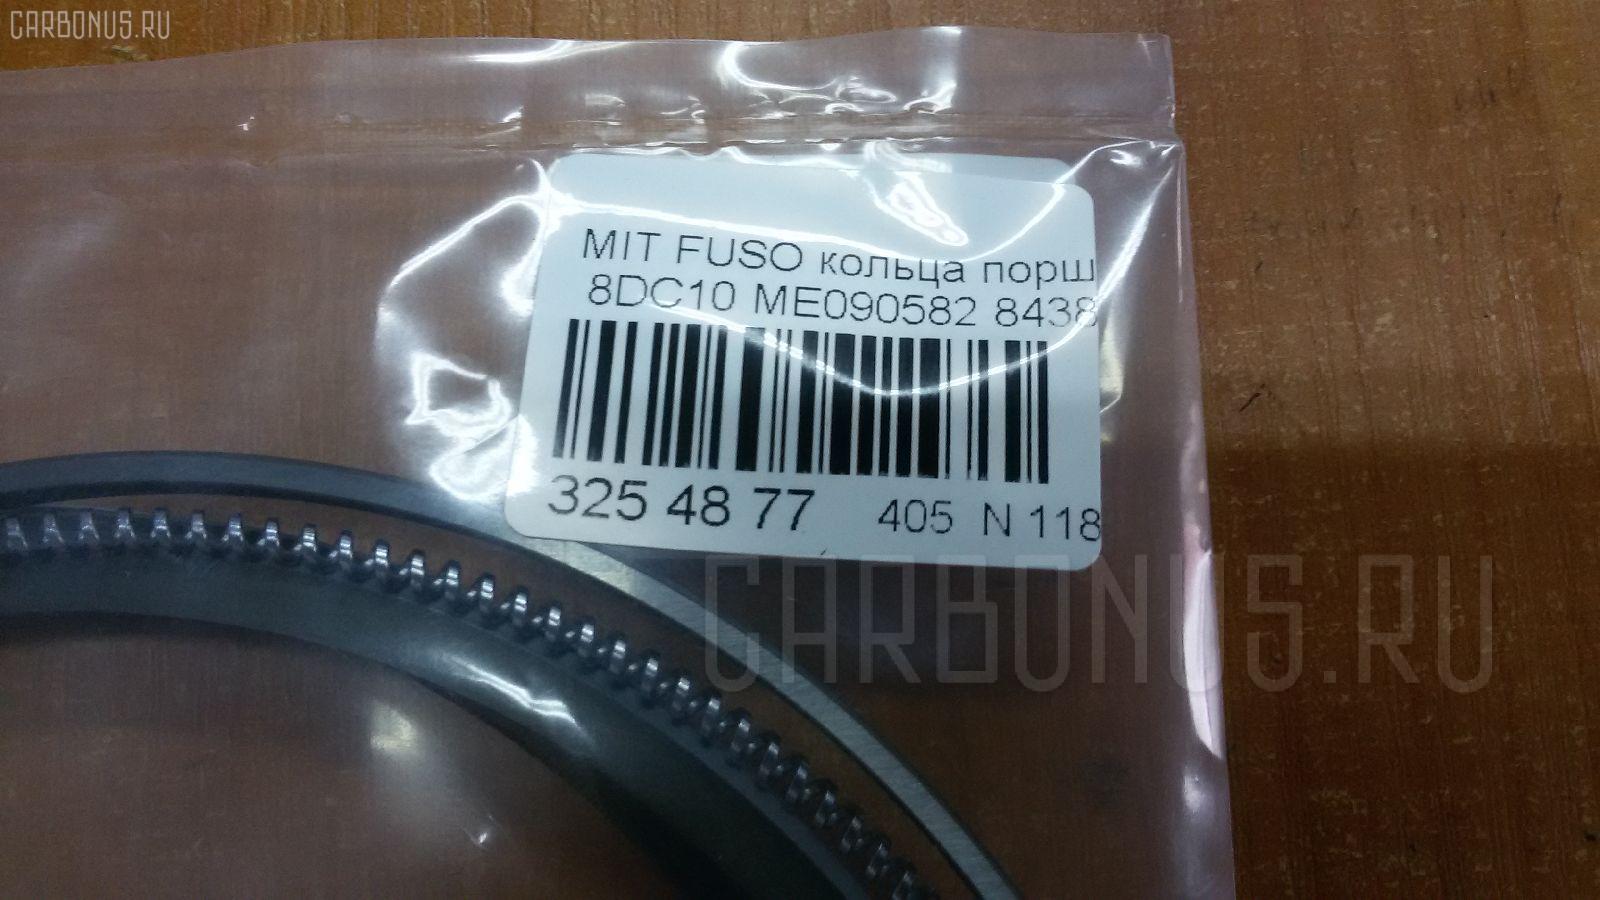 CARBONUS.RU
MIT FUSO кольца порш
8DC10 ME090582 8438
325 48 77 405 N 118
CARBONUS.RU